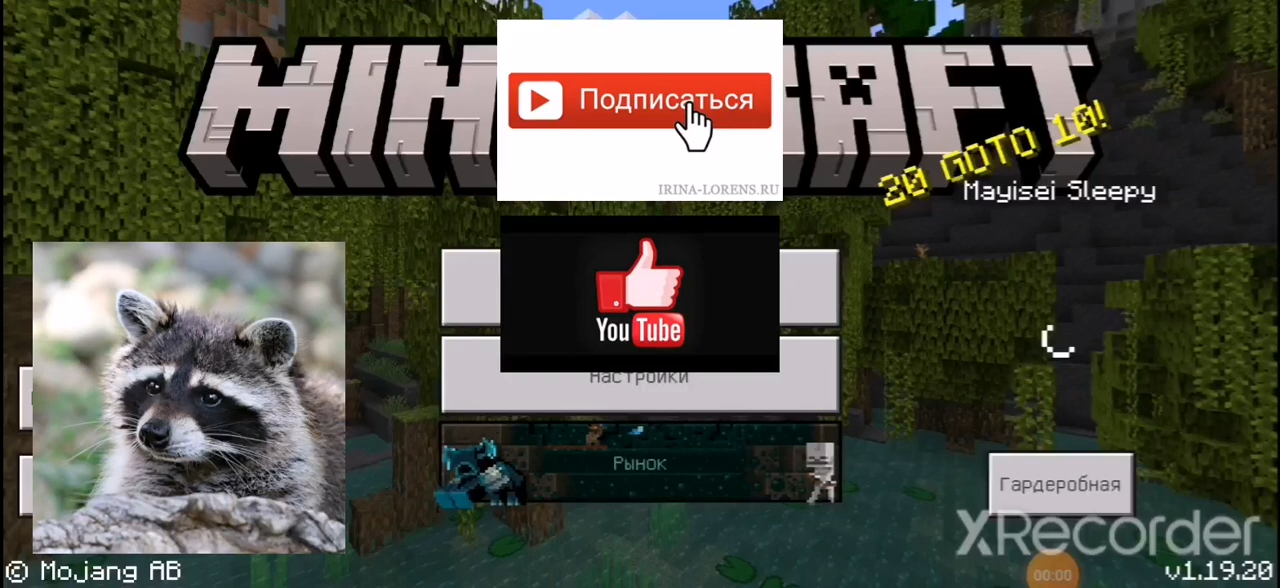 MINECRAFT
Подписаться
IRINA-LORENS.RU
20 GOTO 10!
Mayisei Sleepy
YouTube
Настройки
Рынок
Гардеробная
XRecorder
00:00
© Mojang AB
v1.19.20